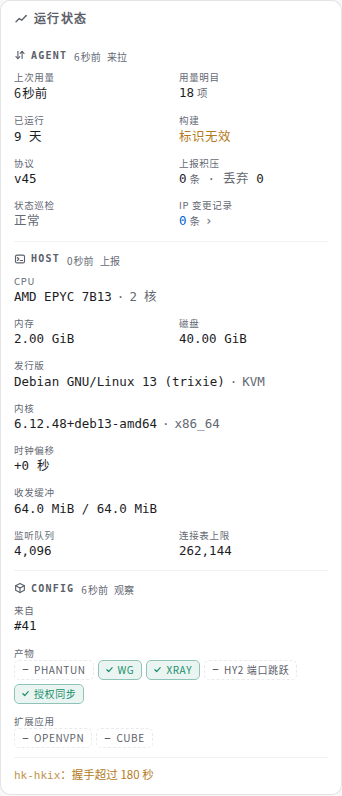 运行状态
AGENT 6秒前 来拉
上次用量 用量明目
6秒前 18 项
已运行 构建
9 天 标识无效
协议 上报积压
v45 0 条 · 丢弃 0
状态巡检 IP 变更记录
正常 0 条 ›
HOST 0秒前 上报
CPU
AMD EPYC 7B13 · 2 核
内存 磁盘
2.00 GiB 40.00 GiB
发行版
Debian GNU/Linux 13 (trixie) · KVM
内核
6.12.48+deb13-amd64 · x86_64
时钟偏移
+0 秒
收发缓冲
64.0 MiB / 64.0 MiB
监听队列 连接表上限
4,096 262,144
CONFIG 6秒前 观察
来自
#41
产物
– PHANTUN ✓ WG ✓ XRAY – HY2 端口跳跃
✓ 授权同步
扩展应用
– OPENVPN – CUBE
hk-hkix: 握手超过 180 秒